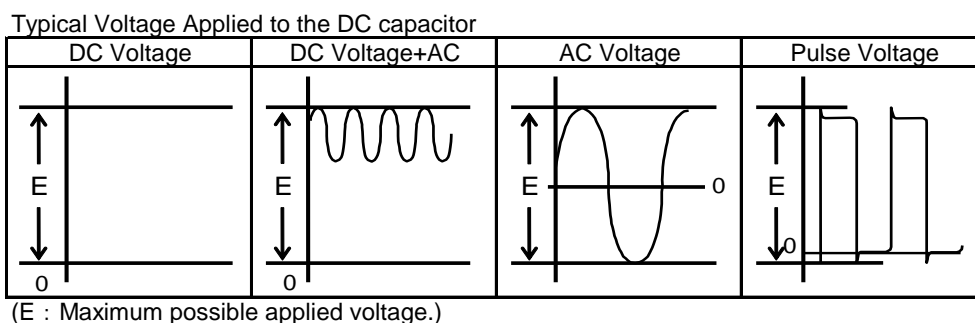 Typical Voltage Applied to the DC capacitor
DC Voltage DC Voltage+AC AC Voltage Pulse Voltage
E E E E
0
0
0 0
(E：Maximum possible applied voltage.)